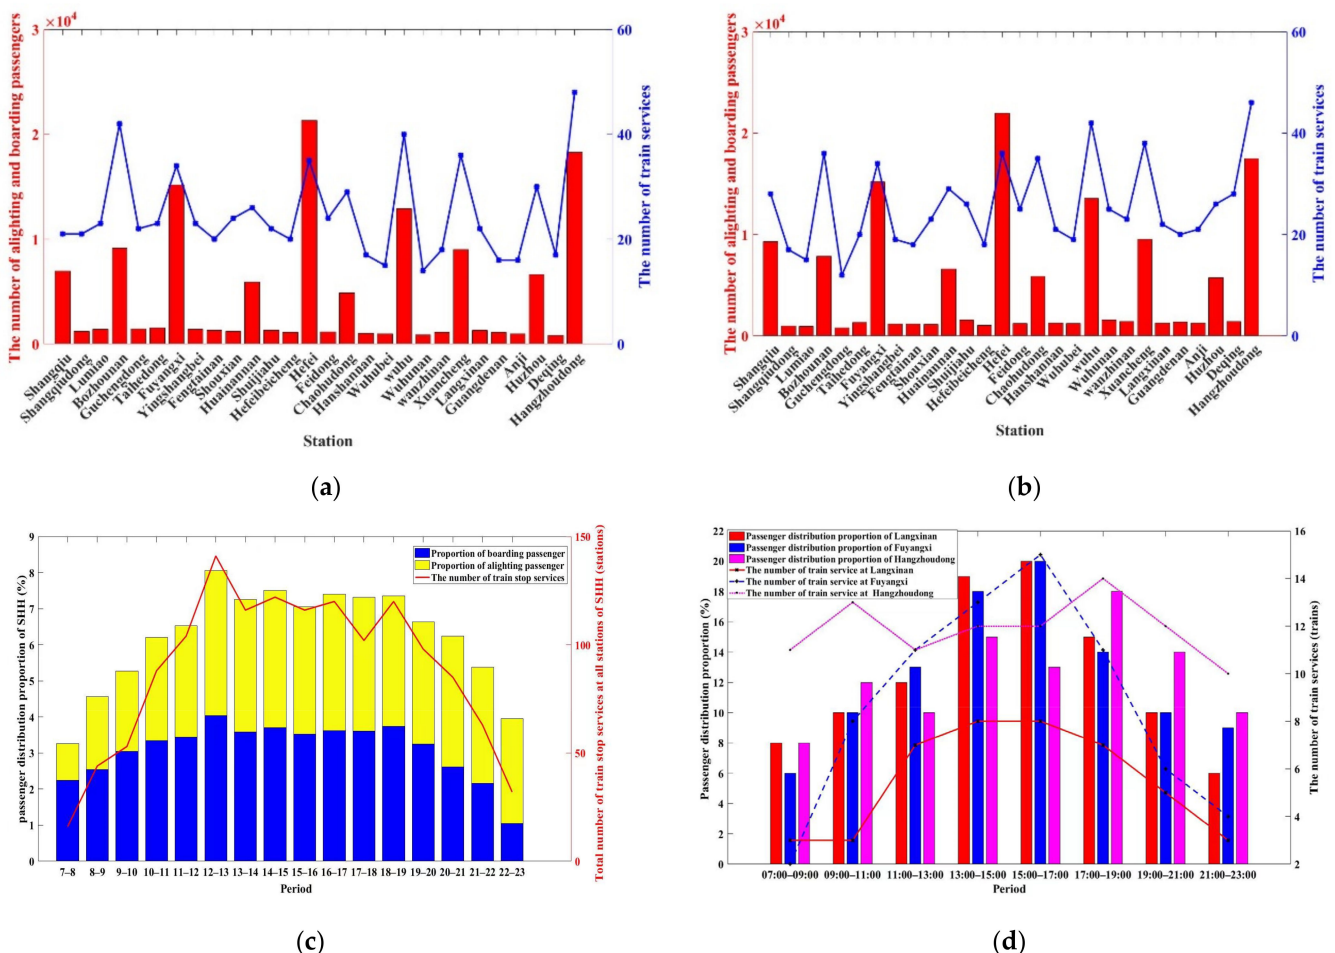 ×10⁴
3
2
1
0
60
40
20
0
The number of alighting and boarding passengers
The number of train services
Shangqiu
Shangqiudong
Lumiao
Bozhounan
Guchengdong
Taihedong
Fuyangxi
Yingshangbei
Fengtainan
Shouxian
Huainannan
Shuijiahu
Hefeibeicheng
Hefei
Feidong
Chaohudong
Hanshannan
Wuhubei
Wuhu
Wuhunan
wanzhinan
Xuancheng
Langxinan
Guangdenan
Anji
Huzhou
Deqing
Hangzhoudong
Station
(a)
×10⁴
3
2
1
0
60
40
20
0
The number of alighting and boarding passengers
The number of train services
Shangqiu
Shangqiudong
Lumiao
Bozhounan
Guchengdong
Taihedong
Fuyangxi
Yingshangbei
Fengtainan
Shouxian
Huainannan
Shuijiahu
Hefeibeicheng
Hefei
Feidong
Chaohudong
Hanshannan
Wuhubei
Wuhu
Wuhunan
wanzhinan
Xuancheng
Langxinan
Guangdenan
Anji
Huzhou
Deqing
Hangzhoudong
Station
(b)
9
8
7
6
5
4
3
2
1
0
150
100
50
0
passenger distribution proportion of SHH (%)
Total number of train stop services at all stations of SHH (stations)
Proportion of boarding passenger
Proportion of alighting passenger
The number of train stop services
7–8 8–9 9–10 10–11 11–12 12–13 13–14 14–15 15–16 16–17 17–18 18–19 19–20 20–21 21–22 22–23
Period
(c)
22
20
18
16
14
12
10
8
6
4
2
0
16
14
12
10
8
6
4
2
Passenger distribution proportion (%)
The number of train services (trains)
Passenger distribution proportion of Langxinan
Passenger distribution proportion of Fuyangxi
Passenger distribution proportion of Hangzhoudong
The number of train service at Langxinan
The number of train service at Fuyangxi
The number of train service at Hangzhoudong
07:00–09:00 09:00–11:00 11:00–13:00 13:00–15:00 15:00–17:00 17:00–19:00 19:00–21:00 21:00–23:00
Period
(d)